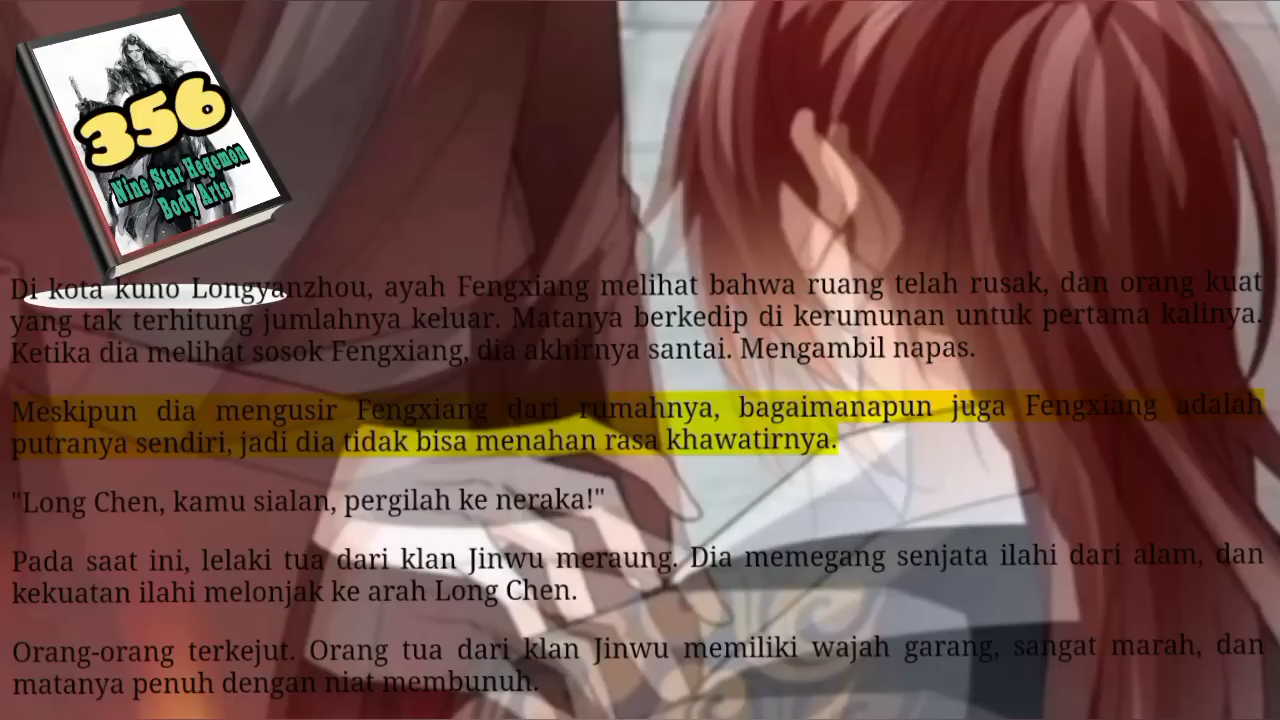 356
Nine Star Hegemon
Body Arts
Di kota kuno Longyanzhou, ayah Fengxiang melihat bahwa ruang telah rusak, dan orang kuat
yang tak terhitung jumlahnya keluar. Matanya berkedip di kerumunan untuk pertama kalinya.
Ketika dia melihat sosok Fengxiang, dia akhirnya santai. Mengambil napas.
Meskipun dia mengusir Fengxiang dari rumahnya, bagaimanapun juga Fengxiang adalah
putranya sendiri, jadi dia tidak bisa menahan rasa khawatirnya.
"Long Chen, kamu sialan, pergilah ke neraka!"
Pada saat ini, lelaki tua dari klan Jinwu meraung. Dia memegang senjata ilahi dari alam, dan
kekuatan ilahi melonjak ke arah Long Chen.
Orang-orang terkejut. Orang tua dari klan Jinwu memiliki wajah garang, sangat marah, dan
matanya penuh dengan niat membunuh.